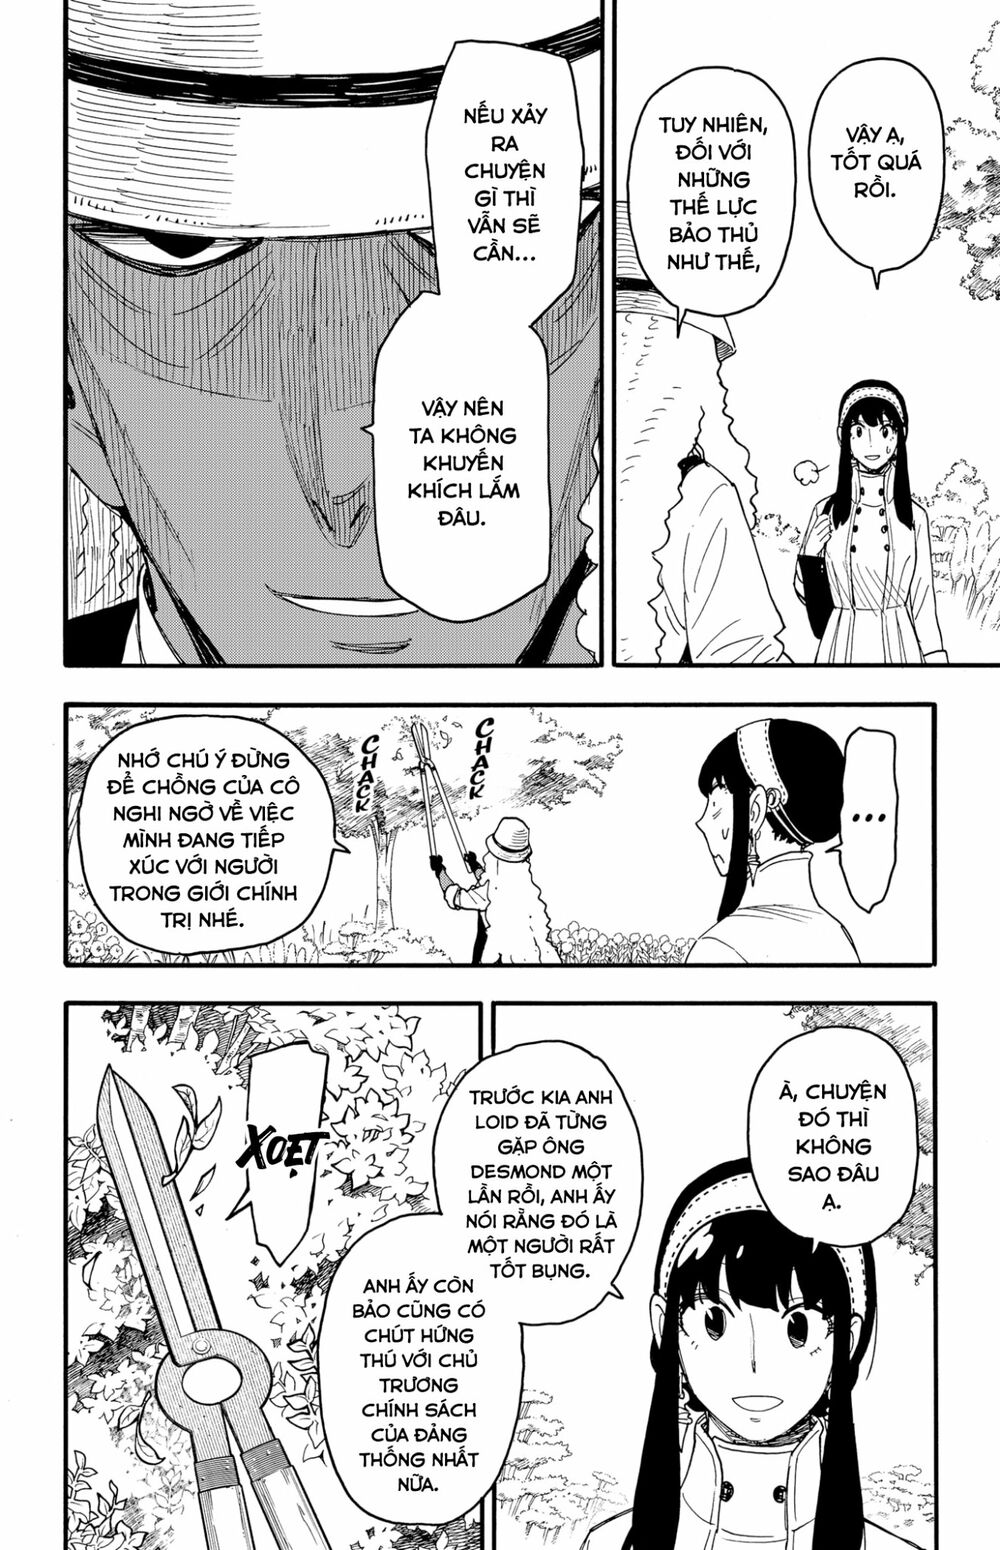 VẬY Ạ,
TỐT QUÁ
RỒI.
TUY NHIÊN,
ĐỐI VỚI
NHỮNG
THẾ LỰC
BẢO THỦ
NHƯ THẾ,
NẾU XẢY
RA
CHUYỆN
GÌ THÌ
VẪN SẼ
CẦN...
VẬY NÊN
TA KHÔNG
KHUYẾN
KHÍCH LẮM
ĐÂU.
...
CHACK
CHACK
NHỚ CHÚ Ý ĐỪNG
ĐỂ CHỒNG CỦA CÔ
NGHI NGỜ VỀ VIỆC
MÌNH ĐANG TIẾP
XÚC VỚI NGƯỜI
TRONG GIỚI CHÍNH
TRỊ NHÉ.
À, CHUYỆN
ĐÓ THÌ
KHÔNG
SAO ĐÂU
Ạ.
TRƯỚC KIA ANH
LOID ĐÃ TỪNG
GẶP ÔNG
DESMOND MỘT
LẦN RỒI, ANH ẤY
NÓI RẰNG ĐÓ LÀ
MỘT NGƯỜI RẤT
TỐT BỤNG.
ANH ẤY CÒN
BẢO CŨNG CÓ
CHÚT HỨNG
THÚ VỚI CHỦ
TRƯƠNG
CHÍNH SÁCH
CỦA ĐẢNG
THỐNG NHẤT
NỮA.
XOẸT